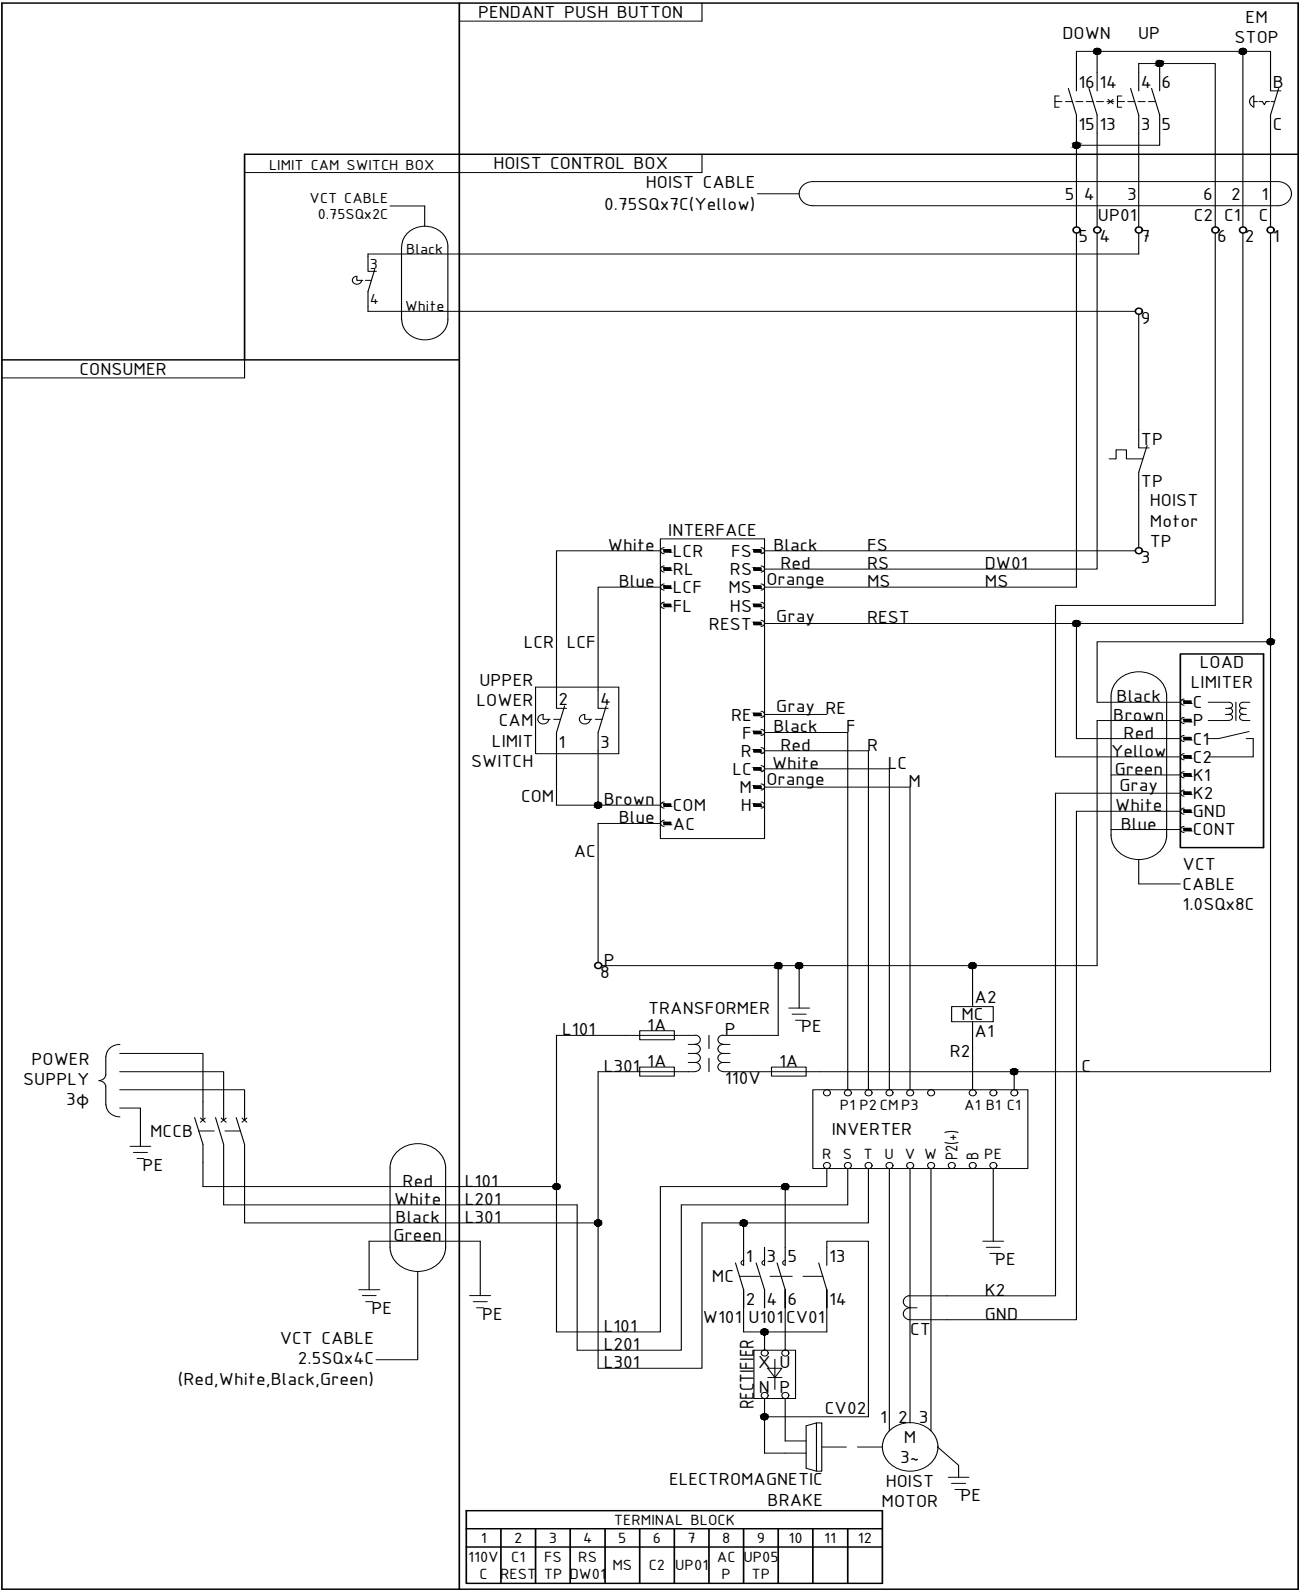 PENDANT PUSH BUTTON
EM
STOP
DOWN UP
16 14 4 6 B
E E
15 13 3 5 C
LIMIT CAM SWITCH BOX
HOIST CONTROL BOX
HOIST CABLE
0.75SQx7C(Yellow)
5 4 3 6 2 1
UP01 C2 C1 C
5 4 7 6 2 1
VCT CABLE
0.75SQx2C
Black
3
4
White
9
CONSUMER
TP
TP
HOIST
Motor
TP
3
INTERFACE
White LCR FS Black FS
RL RS Red RS DW01
Blue LCF MS Orange MS MS
FL HS
REST Gray REST
LCR LCF
UPPER
LOWER
CAM
LIMIT
SWITCH
2 4
1 3
COM
RE Gray RE
F Black F
R Red R
LC White LC
M Orange M
Brown COM H
Blue AC
AC
LOAD
LIMITER
Black C
Brown P
Red C1
Yellow C2
Green K1
Gray K2
White GND
Blue CONT
VCT
CABLE
1.0SQx8C
P
8
TRANSFORMER
PE
A2
MC
A1
R2
L101 1A P
L301 1A 110V 1A C
POWER
SUPPLY
3ϕ
MCCB
PE
P1 P2 CM P3 A1 B1 C1
INVERTER
R S T U V W P2(+) B PE
Red L101
White L201
Black L301
Green
PE PE PE
VCT CABLE
2.5SQx4C
(Red,White,Black,Green)
1 3 5 13
MC
2 4 6 14
W101 U101 CV01
K2
GND
CT
L101
L201
L301
RECTIFIER
X U
N P
CV02
1 2 3
M
3~
ELECTROMAGNETIC
BRAKE
HOIST
MOTOR
PE
TERMINAL BLOCK
1 2 3 4 5 6 7 8 9 10 11 12
110V C1 FS RS MS C2 UP01 AC UP05
C REST TP DW01 P TP